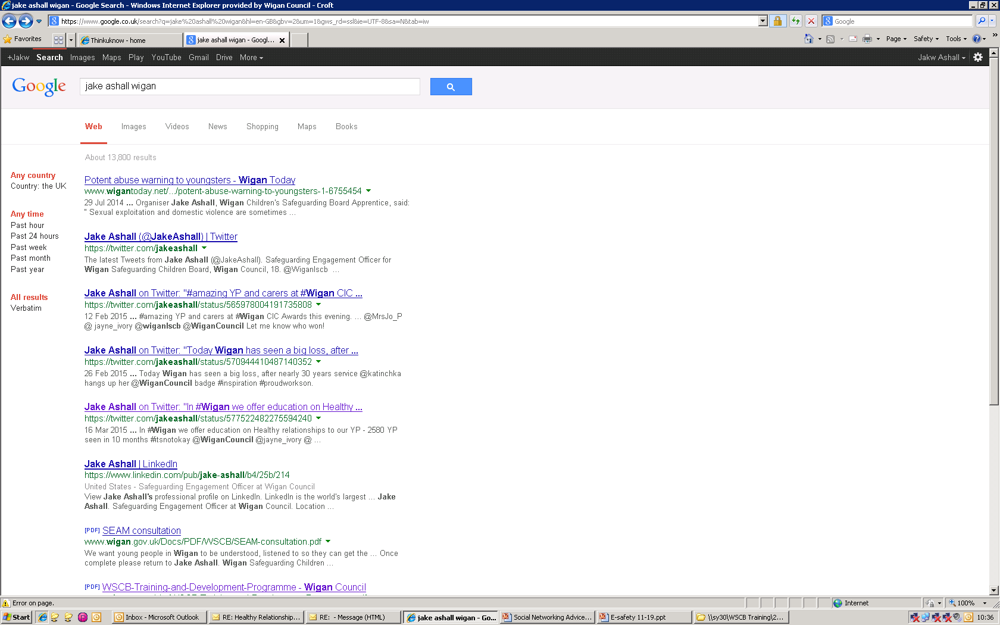 jake ashall wigan - Google Search - Windows Internet Explorer provided by Wigan Council - Croft
https://www.google.co.uk/search?q=jake%20ashall%20wigan&hl=en-GB&gbv=2&um=1&gws_rd=ssl&ie=UTF-8&sa=N&tab=iw
Google
Favorites
Thinkuknow - home
jake ashall wigan - Googl...
Page Safety Tools
+Jakw Search Images Maps Play YouTube Gmail Drive More
Jakw Ashall
Google
jake ashall wigan
Web Images Videos News Shopping Maps Books
About 13,800 results
Any country
Country: the UK
Any time
Past hour
Past 24 hours
Past week
Past month
Past year
All results
Verbatim
Potent abuse warning to youngsters - Wigan Today
www.wigantoday.net/.../potent-abuse-warning-to-youngsters-1-6755454
29 Jul 2014 ... Organiser Jake Ashall, Wigan Children's Safeguarding Board Apprentice, said:
" Sexual exploitation and domestic violence are sometimes ...
Jake Ashall (@JakeAshall) | Twitter
https://twitter.com/jakeashall
The latest Tweets from Jake Ashall (@JakeAshall). Safeguarding Engagement Officer for
Wigan Safeguarding Children Board, Wigan Council, 18. @Wiganlscb ...
Jake Ashall on Twitter: "#amazing YP and carers at #Wigan CIC ...
https://twitter.com/jakeashall/status/565978004191735808
12 Feb 2015 ... #amazing YP and carers at #Wigan CIC Awards this evening. ... @MrsJo_P
@ jayne_ivory @wiganlscb @WiganCouncil Let me know who won!
Jake Ashall on Twitter: "Today Wigan has seen a big loss, after ...
https://twitter.com/jakeashall/status/570944410487140352
26 Feb 2015 ... Today Wigan has seen a big loss, after nearly 30 years service @katinchka
hangs up her @WiganCouncil badge #inspiration #proudworkson.
Jake Ashall on Twitter: "In #Wigan we offer education on Healthy ...
https://twitter.com/jakeashall/status/577522482275594240
16 Mar 2015 ... In #Wigan we offer education on Healthy relationships to our YP - 2580 YP
seen in 10 months #itsnotokay @WiganCouncil @jayne_ivory @ ...
Jake Ashall | LinkedIn
https://www.linkedin.com/pub/jake-ashall/b4/25b/214
United States - Safeguarding Engagement Officer at Wigan Council
View Jake Ashall's professional profile on LinkedIn. LinkedIn is the world's largest ... Jake
Ashall. Safeguarding Engagement Officer at Wigan Council. Location ...
[PDF] SEAM consultation
www.wigan.gov.uk/Docs/PDF/WSCB/SEAM-consultation.pdf
We want young people in Wigan to be understood, listened to so they can get the ... Once
complete please return to Jake Ashall. Wigan Safeguarding Children ...
[PDF] WSCB-Training-and-Development-Programme - Wigan Council
Error on page.
Internet
100%
Start
Inbox - Microsoft Outlook
RE: Healthy Relationship...
RE: - Message (HTML)
jake ashall wigan - Go...
Social Networking Advice...
E-safety 11-19.ppt
\\sy30\WSCB Training\2...
10:36